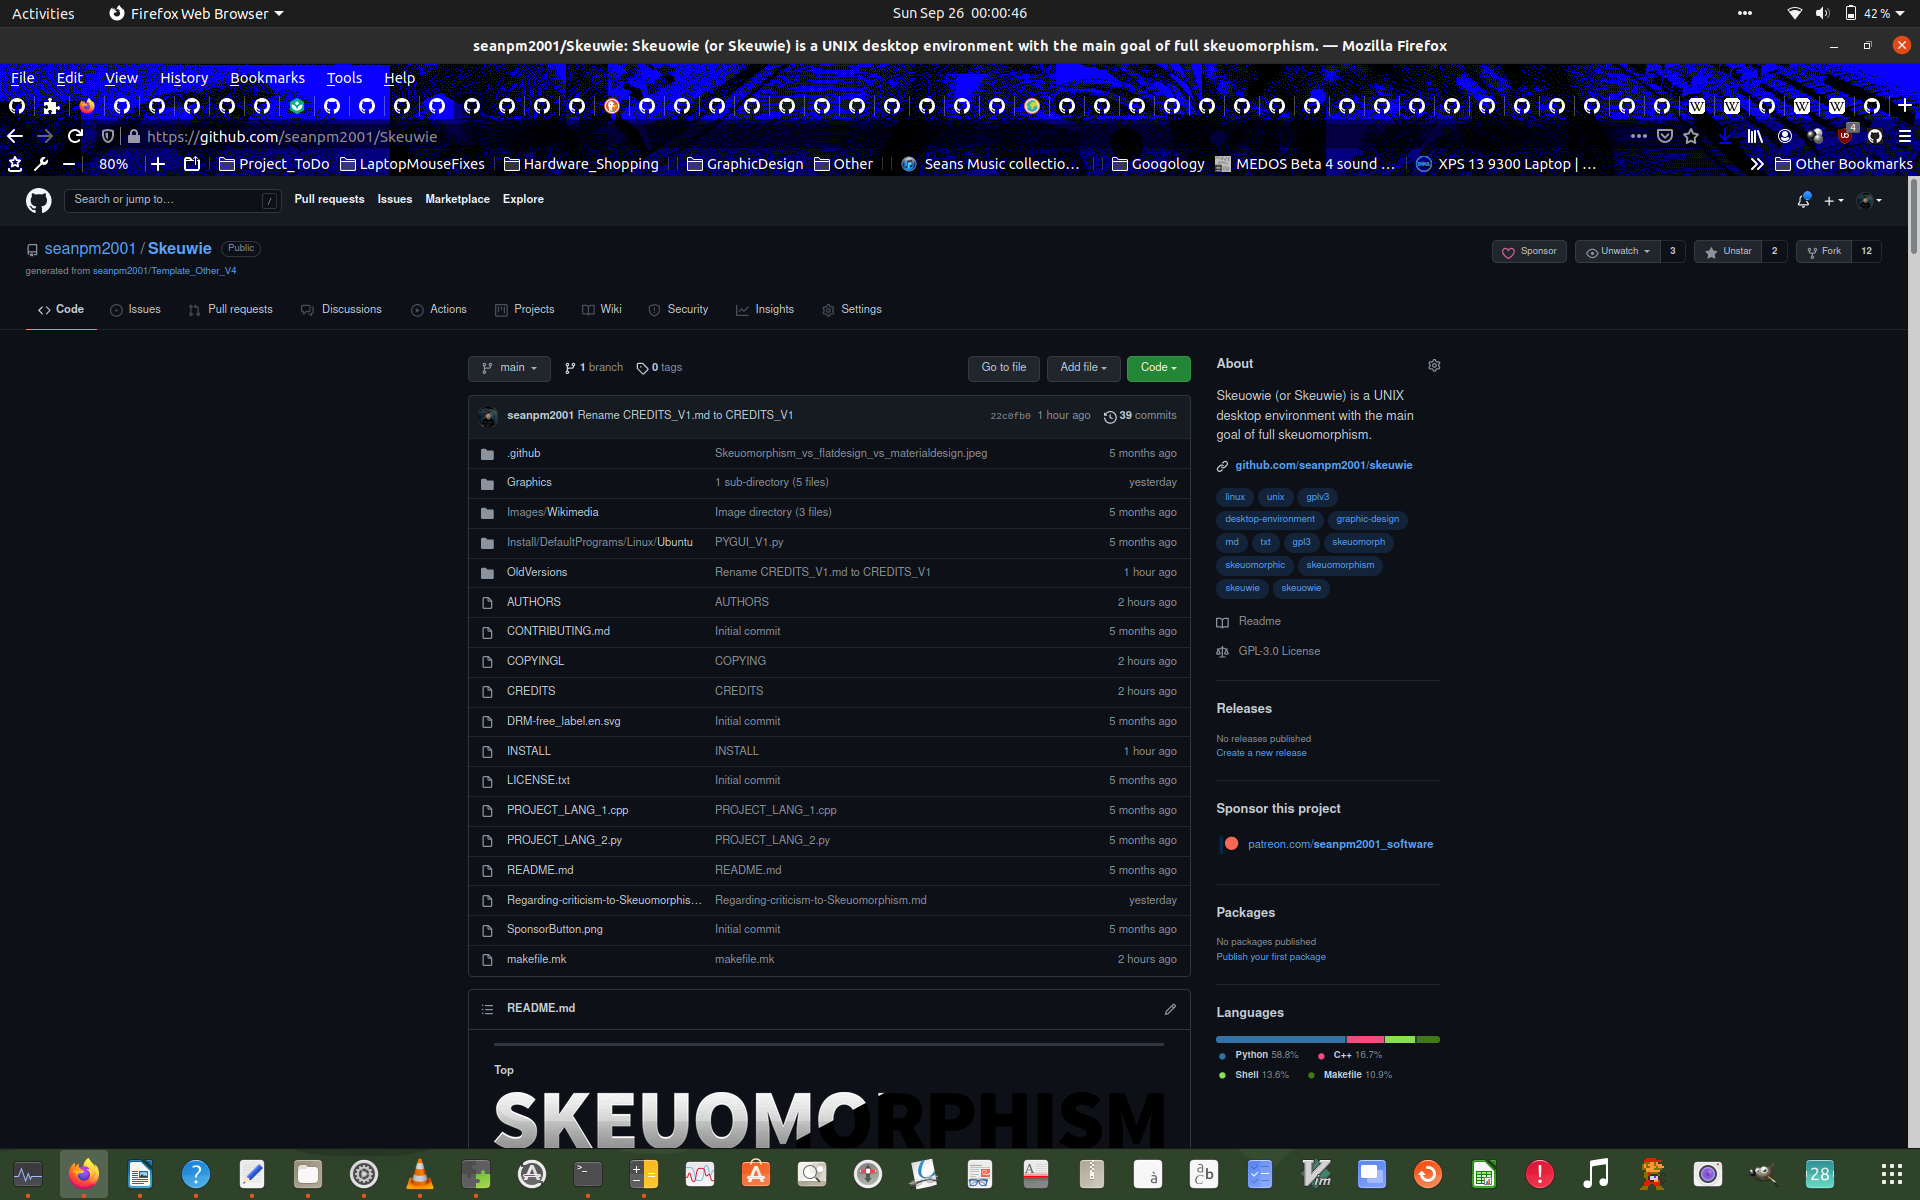 Activities Firefox Web Browser Sun Sep 26 00:00:46 42 %
seanpm2001/Skeuwie: Skeuowie (or Skeuwie) is a UNIX desktop environment with the main goal of full skeuomorphism. — Mozilla Firefox
File Edit View History Bookmarks Tools Help
https://github.com/seanpm2001/Skeuwie 4
80% Project_ToDo LaptopMouseFixes Hardware_Shopping GraphicDesign Other Seans Music collectio… Googology MEDOS Beta 4 sound … XPS 13 9300 Laptop | … Other Bookmarks
Search or jump to… / Pull requests Issues Marketplace Explore
seanpm2001 / Skeuwie Public Sponsor Unwatch 3 Unstar 2 Fork 12
generated from seanpm2001/Template_Other_V4
Code Issues Pull requests Discussions Actions Projects Wiki Security Insights Settings
main 1 branch 0 tags Go to file Add file Code
seanpm2001 Rename CREDITS_V1.md to CREDITS_V1 22c0fb0 1 hour ago 39 commits
.github Skeuomorphism_vs_flatdesign_vs_materialdesign.jpeg 5 months ago
Graphics 1 sub-directory (5 files) yesterday
Images/Wikimedia Image directory (3 files) 5 months ago
Install/DefaultPrograms/Linux/Ubuntu PYGUI_V1.py 5 months ago
OldVersions Rename CREDITS_V1.md to CREDITS_V1 1 hour ago
AUTHORS AUTHORS 2 hours ago
CONTRIBUTING.md Initial commit 5 months ago
COPYINGL COPYING 2 hours ago
CREDITS CREDITS 2 hours ago
DRM-free_label.en.svg Initial commit 5 months ago
INSTALL INSTALL 1 hour ago
LICENSE.txt Initial commit 5 months ago
PROJECT_LANG_1.cpp PROJECT_LANG_1.cpp 5 months ago
PROJECT_LANG_2.py PROJECT_LANG_2.py 5 months ago
README.md README.md 5 months ago
Regarding-criticism-to-Skeuomorphis… Regarding-criticism-to-Skeuomorphism.md yesterday
SponsorButton.png Initial commit 5 months ago
makefile.mk makefile.mk 2 hours ago
README.md
Top
SKEUOMORPHISM
About
Skeuowie (or Skeuwie) is a UNIX
desktop environment with the main
goal of full skeuomorphism.
github.com/seanpm2001/skeuwie
linux unix gplv3
desktop-environment graphic-design
md txt gpl3 skeuomorph
skeuomorphic skeuomorphism
skeuwie skeuowie
Readme
GPL-3.0 License
Releases
No releases published
Create a new release
Sponsor this project
patreon.com/seanpm2001_software
Packages
No packages published
Publish your first package
Languages
Python 58.8% C++ 16.7%
Shell 13.6% Makefile 10.9%
28